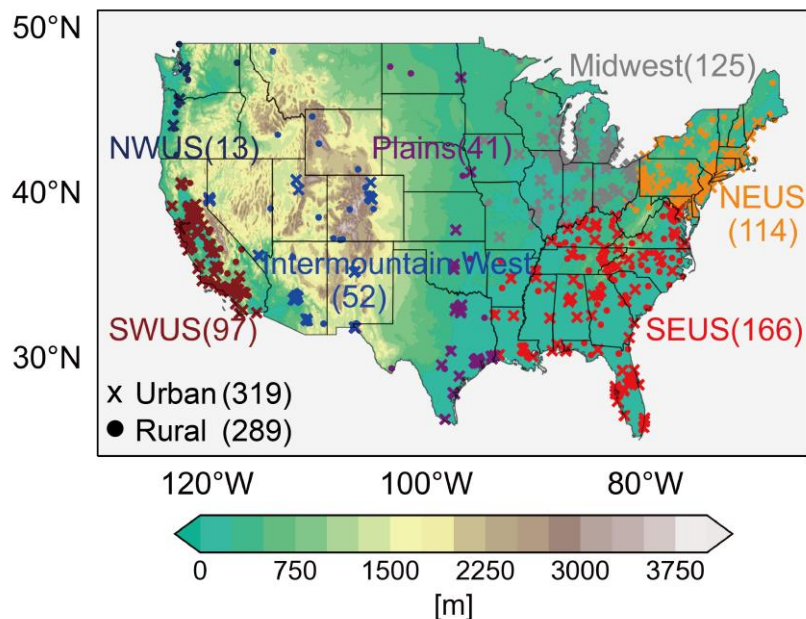 50°N
Midwest(125)
NWUS(13)
Plains(41)
40°N
NEUS
(114)
Intermountain West
(52)
SWUS(97)
SEUS(166)
30°N
x Urban (319)
● Rural (289)
120°W 100°W 80°W
0 750 1500 2250 3000 3750
[m]